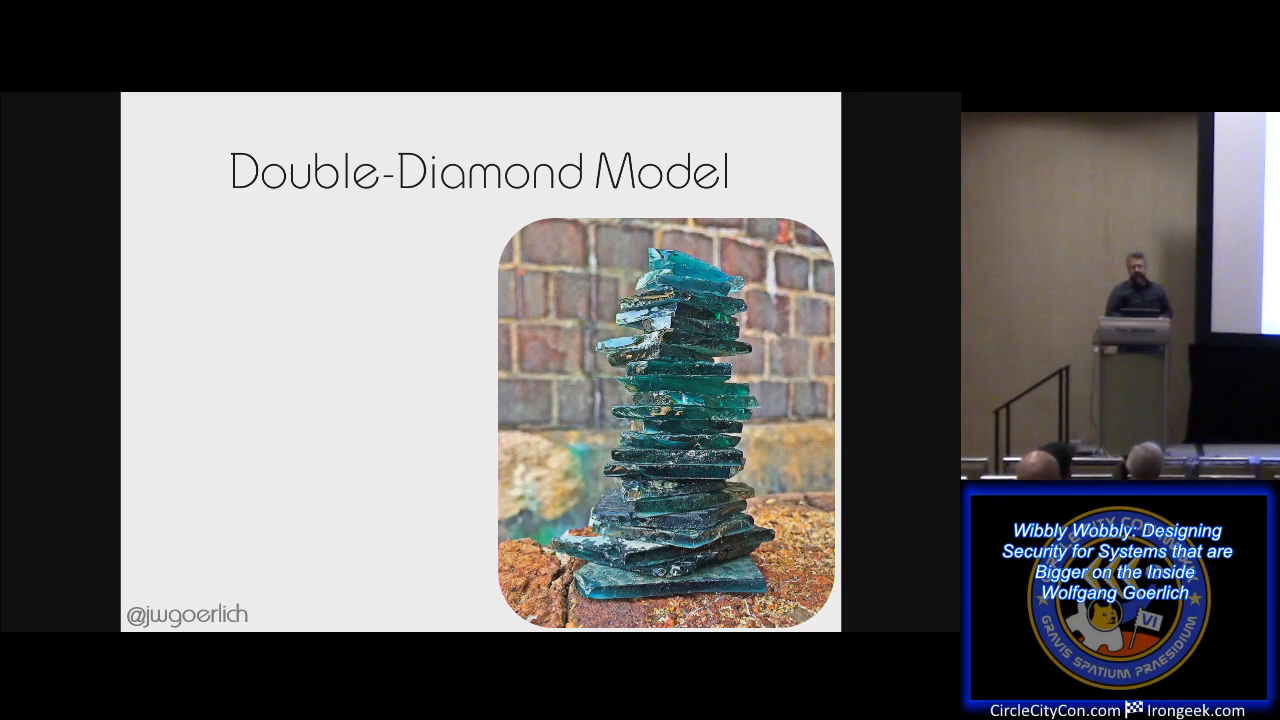 Double-Diamond Model
@jwgoerlich
Wibbly Wobbly: Designing
Security for Systems that are
Bigger on the Inside
Wolfgang Goerlich
VI
GRAVIS SPATIUM PRAESIDIUM
CircleCityCon.com Irongeek.com